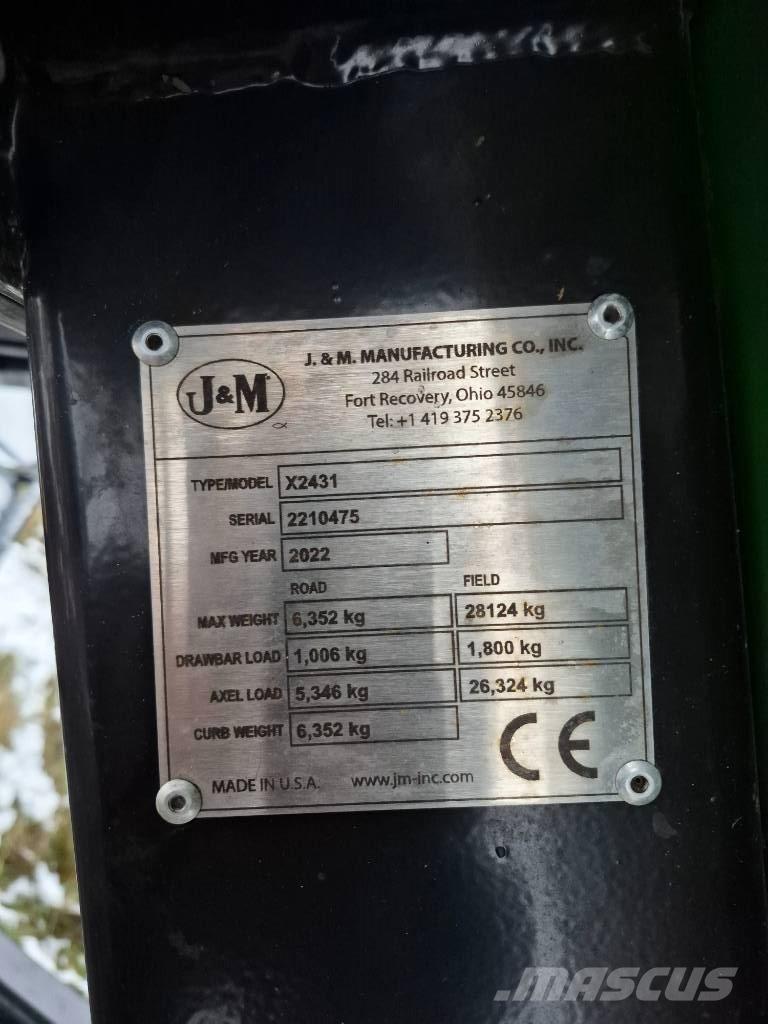 J&M
J. & M. MANUFACTURING CO., INC.
284 Railroad Street
Fort Recovery, Ohio 45846
Tel: +1 419 375 2376
TYPE/MODEL X2431
SERIAL 2210475
MFG YEAR 2022
ROAD FIELD
MAX WEIGHT 6,352 kg 28124 kg
DRAWBAR LOAD 1,006 kg 1,800 kg
AXEL LOAD 5,346 kg 26,324 kg
CURB WEIGHT 6,352 kg
CE
MADE IN U.S.A. www.jm-inc.com
MASCUS